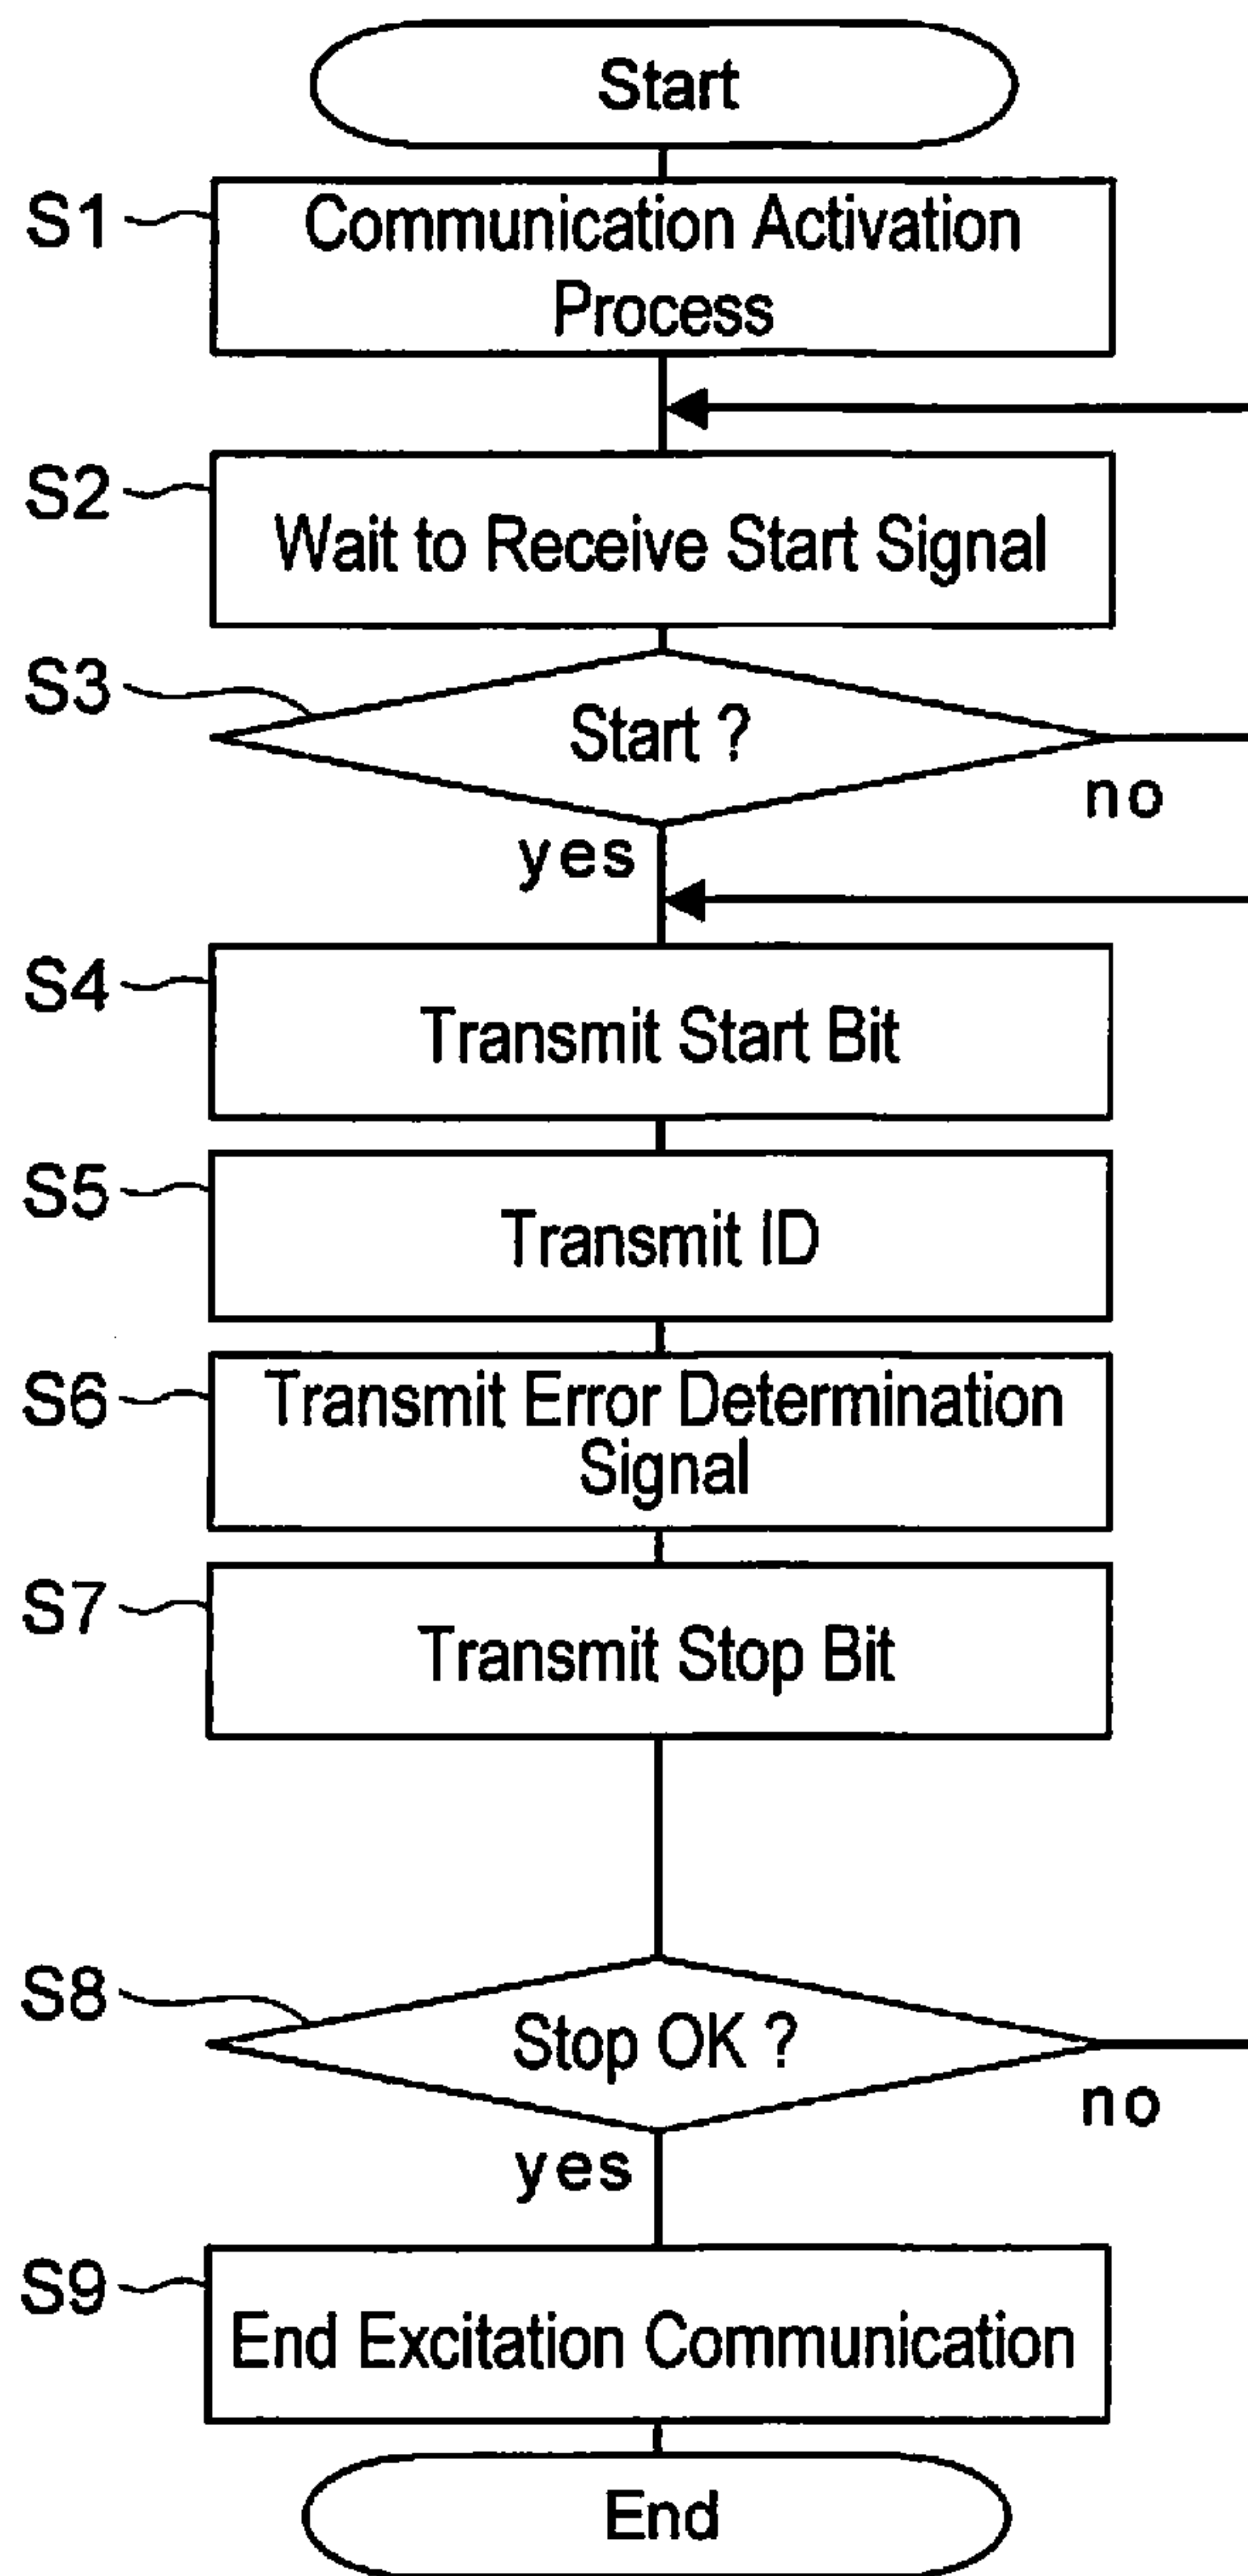 Start
S1
Communication Activation
Process
S2
Wait to Receive Start Signal
S3
Start ?
no
yes
S4
Transmit Start Bit
S5
Transmit ID
S6
Transmit Error Determination
Signal
S7
Transmit Stop Bit
S8
Stop OK ?
no
yes
S9
End Excitation Communication
End